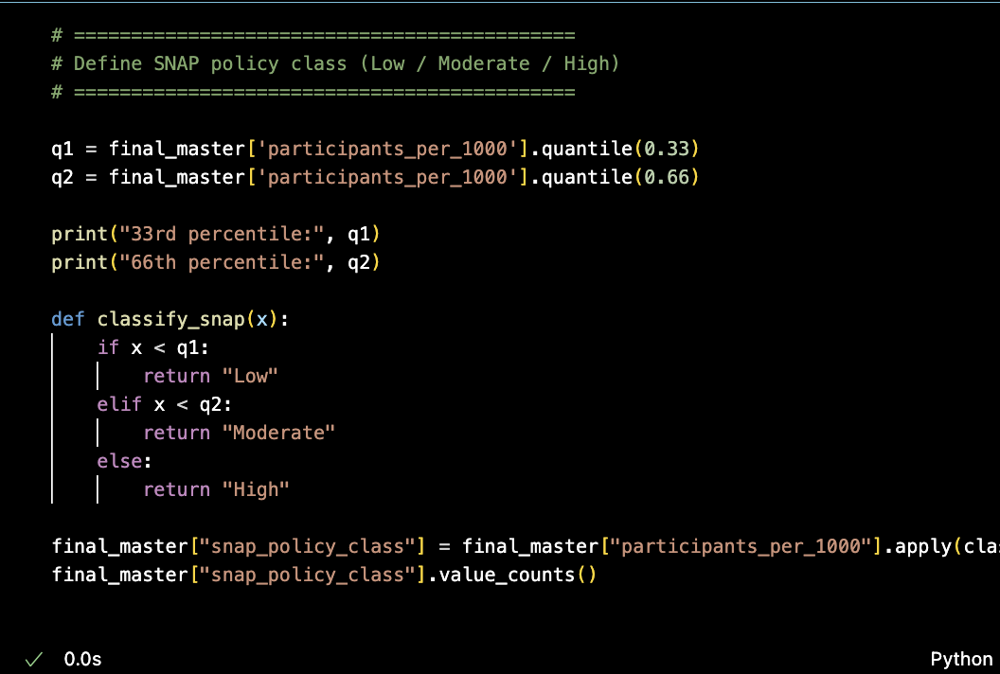 # ============================================
# Define SNAP policy class (Low / Moderate / High)
# ============================================
q1 = final_master['participants_per_1000'].quantile(0.33)
q2 = final_master['participants_per_1000'].quantile(0.66)
print("33rd percentile:", q1)
print("66th percentile:", q2)
def classify_snap(x):
    if x < q1:
        return "Low"
    elif x < q2:
        return "Moderate"
    else:
        return "High"
final_master["snap_policy_class"] = final_master["participants_per_1000"].apply(cla
final_master["snap_policy_class"].value_counts()
✓ 0.0s Python